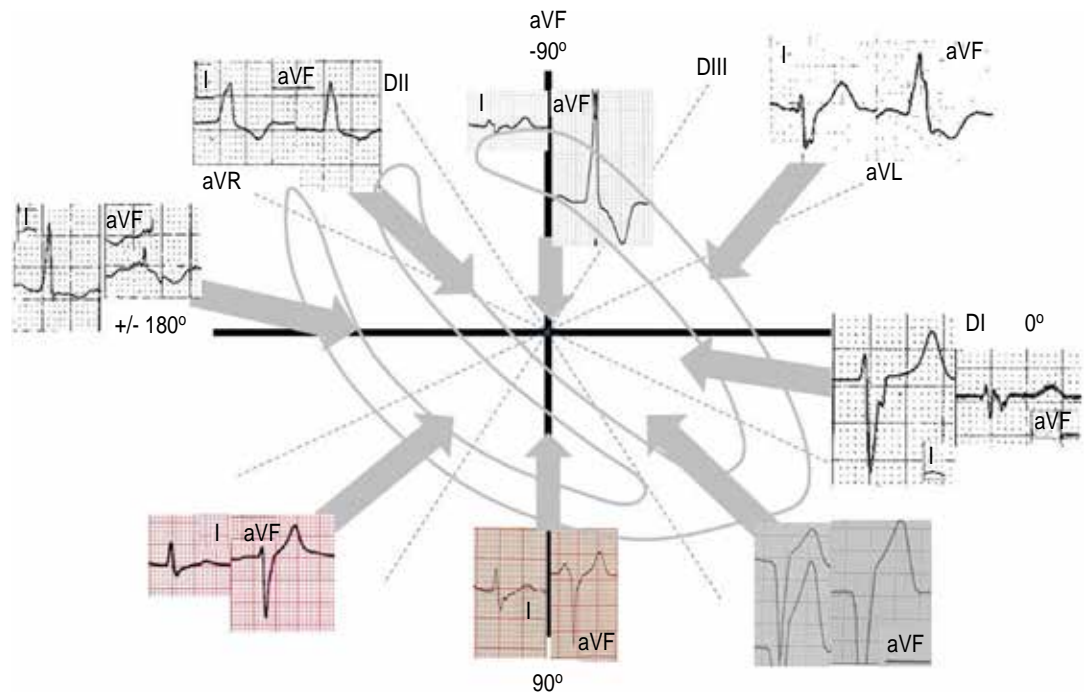 aVF
-90º
I aVF
DII
I aVF
DIII
I aVF
aVR
aVL
I aVF
+/- 180º
DI 0º
I
aVF
I aVF
I
aVF
aVF
90º